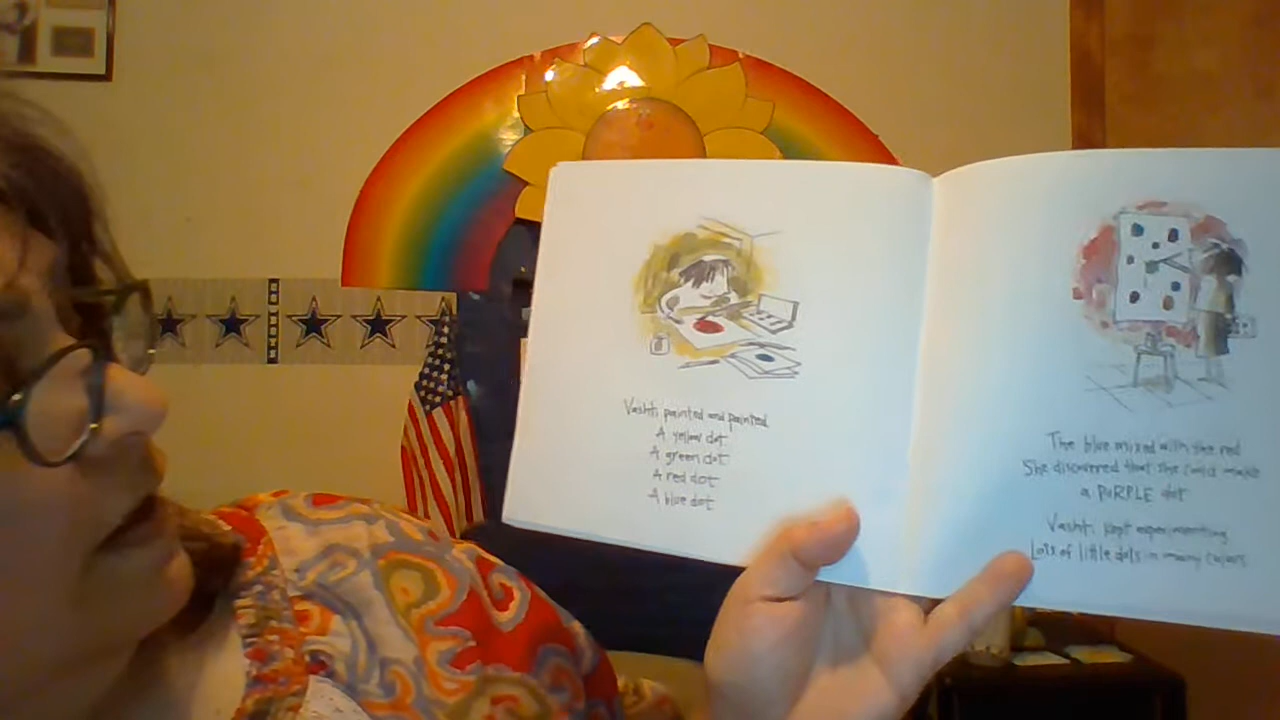 Vashti painted and painted.
A yellow dot.
A green dot.
A red dot.
A blue dot.
The blue mixed with the red.
She discovered that she could make
a PURPLE dot.
Vashti kept experimenting.
Lots of little dots in many colors.